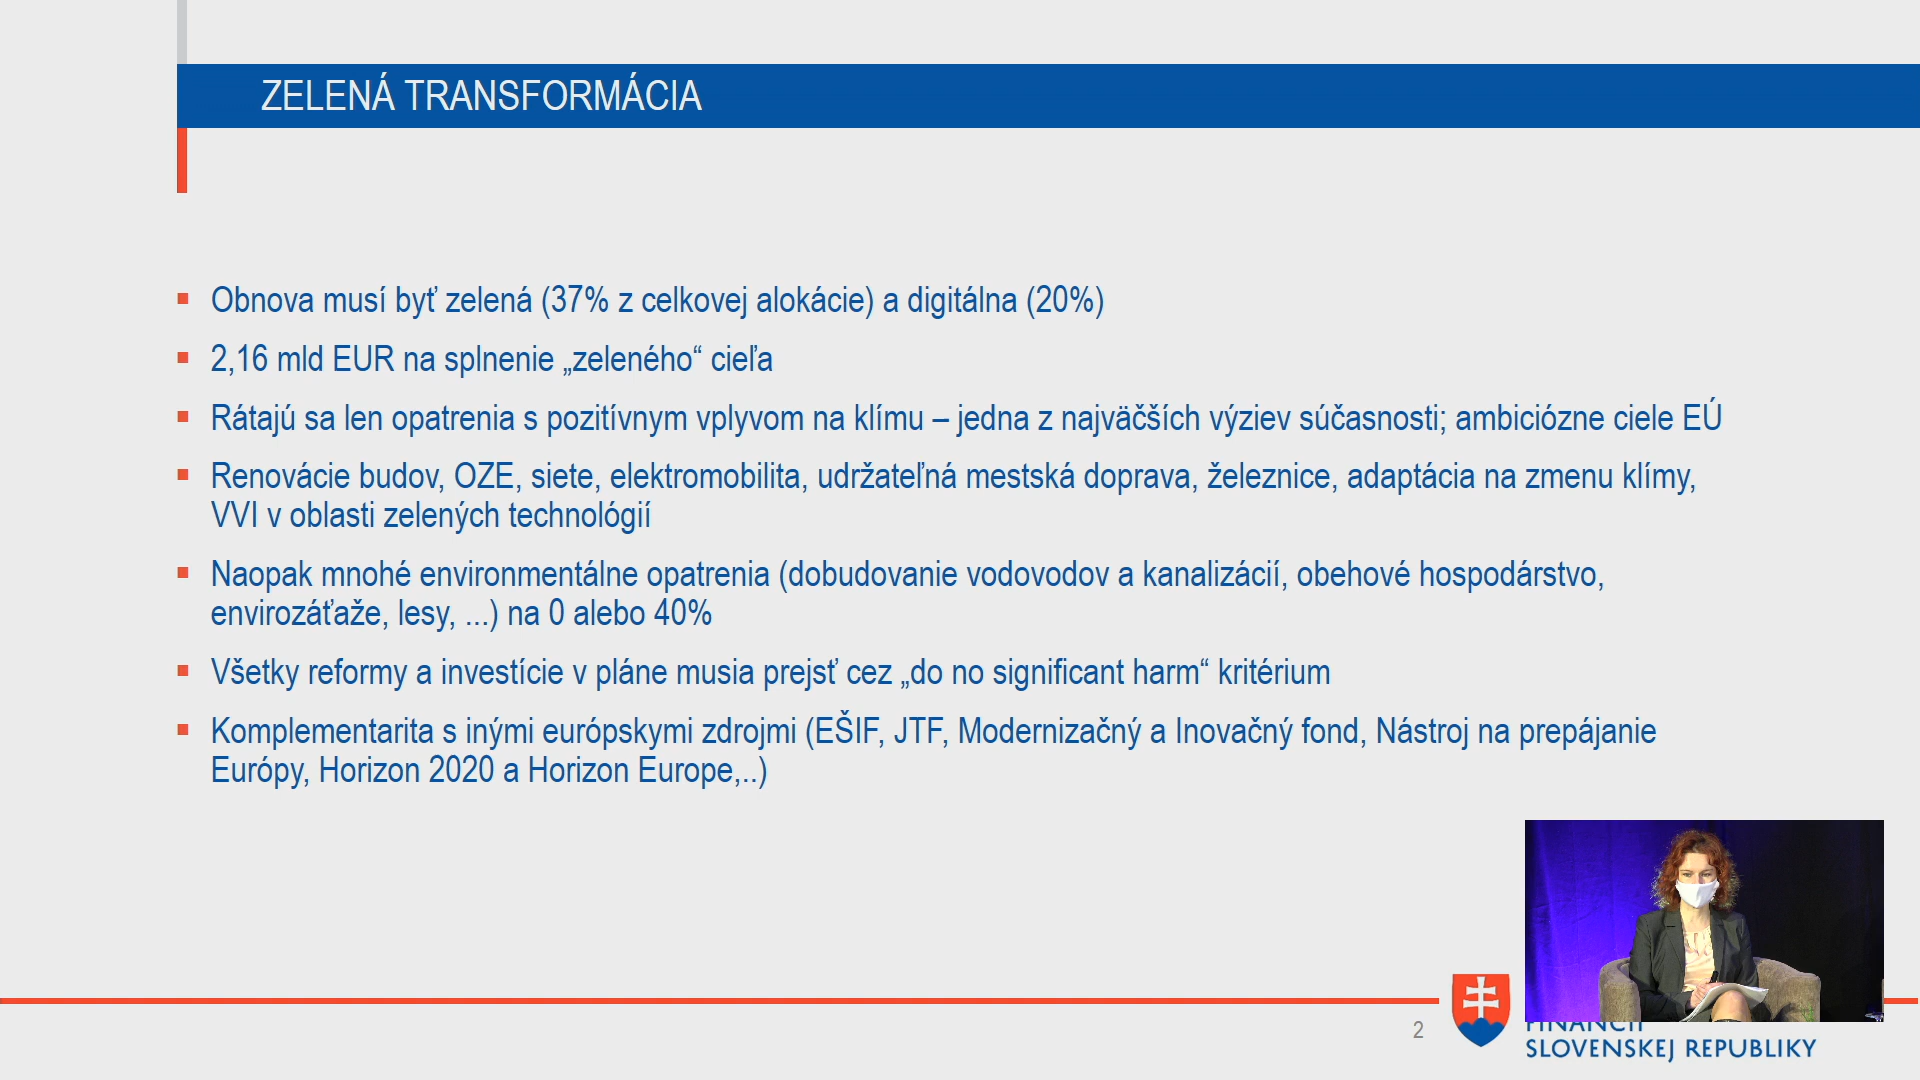 ZELENÁ TRANSFORMÁCIA
Obnova musí byť zelená (37% z celkovej alokácie) a digitálna (20%)
2,16 mld EUR na splnenie „zeleného“ cieľa
Rátajú sa len opatrenia s pozitívnym vplyvom na klímu – jedna z najväčších výziev súčasnosti; ambiciózne ciele EÚ
Renovácie budov, OZE, siete, elektromobilita, udržateľná mestská doprava, železnice, adaptácia na zmenu klímy,
VVI v oblasti zelených technológií
Naopak mnohé environmentálne opatrenia (dobudovanie vodovodov a kanalizácií, obehové hospodárstvo,
envirozáťaže, lesy, ...) na 0 alebo 40%
Všetky reformy a investície v pláne musia prejsť cez „do no significant harm“ kritérium
Komplementarita s inými európskymi zdrojmi (EŠIF, JTF, Modernizačný a Inovačný fond, Nástroj na prepájanie
Európy, Horizon 2020 a Horizon Europe,..)
2
FINANCIÍ
SLOVENSKEJ REPUBLIKY